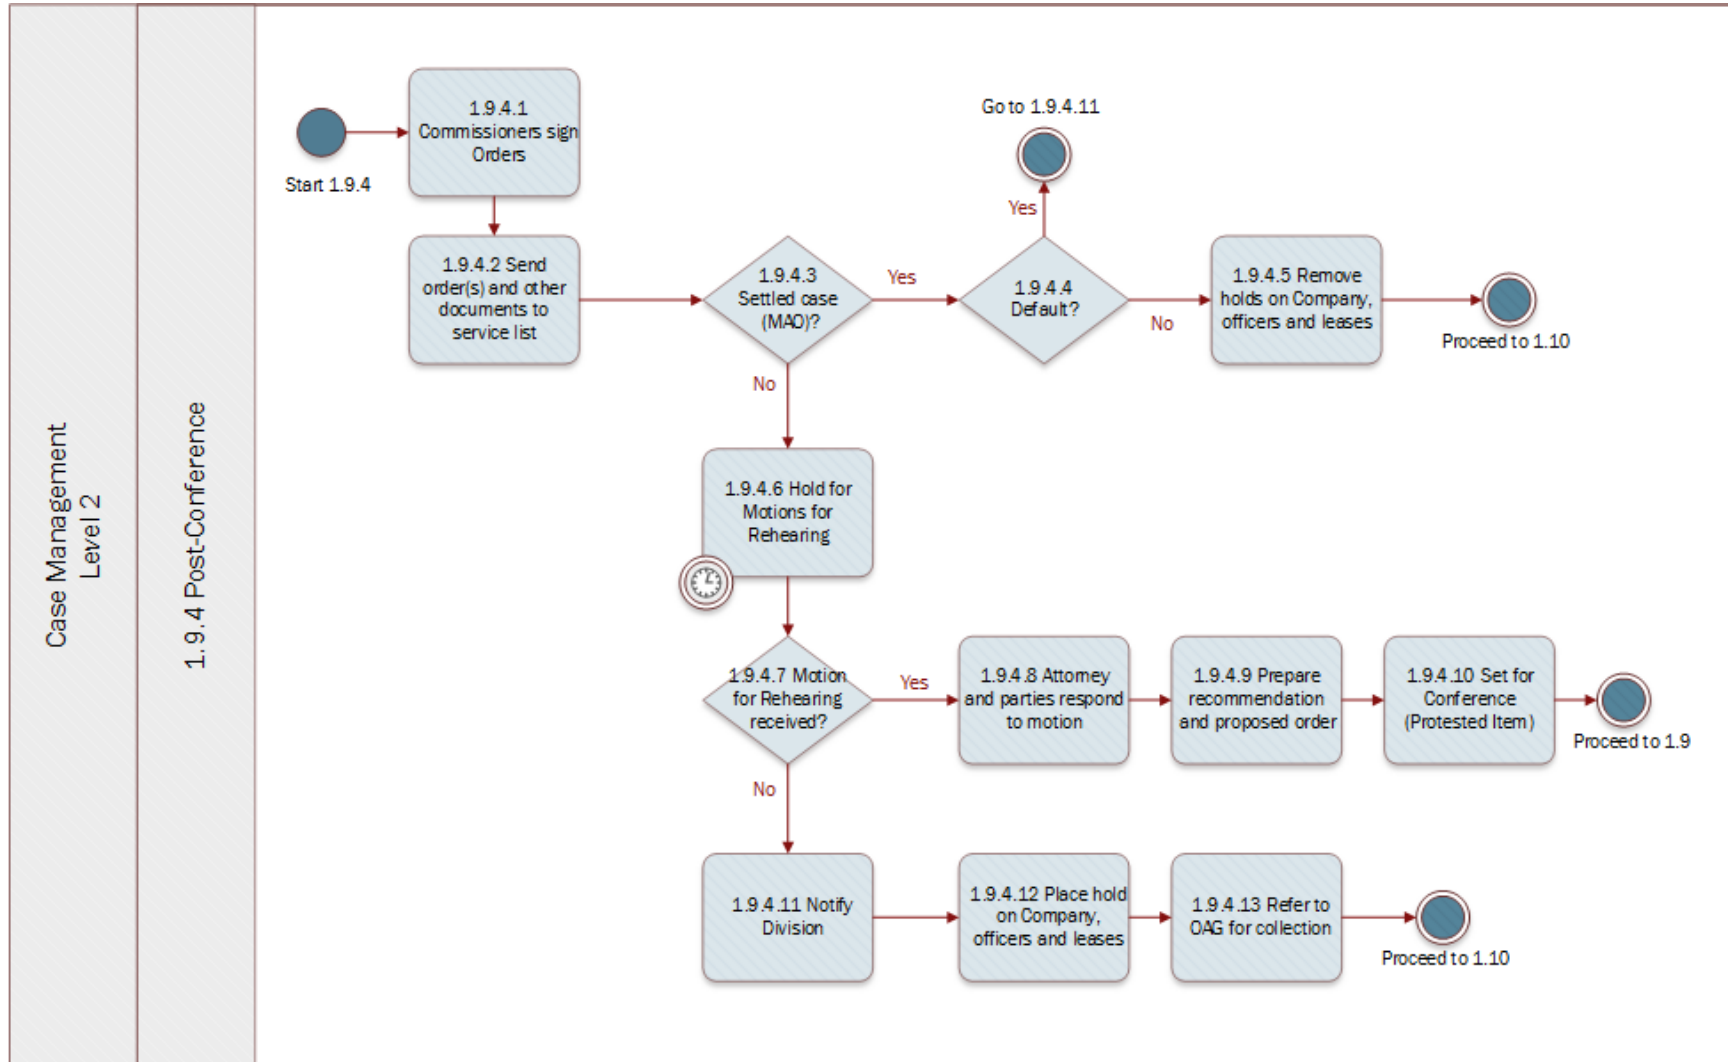 Case Management
Level 2
1.9.4 Post-Conference
Start 1.9.4
1.9.4.1
Commissioners sign
Orders
1.9.4.2 Send
order(s) and other
documents to
service list
1.9.4.3
Settled case
(MAO)?
Yes
No
1.9.4.4
Default?
Yes
Go to 1.9.4.11
No
1.9.4.5 Remove
holds on Company,
officers and leases
Proceed to 1.10
1.9.4.6 Hold for
Motions for
Rehearing
1.9.4.7 Motion
for Rehearing
received?
Yes
No
1.9.4.8 Attorney
and parties respond
to motion
1.9.4.9 Prepare
recommendation
and proposed order
1.9.4.10 Set for
Conference
(Protested Item)
Proceed to 1.9
1.9.4.11 Notify
Division
1.9.4.12 Place hold
on Company,
officers and leases
1.9.4.13 Refer to
OAG for collection
Proceed to 1.10